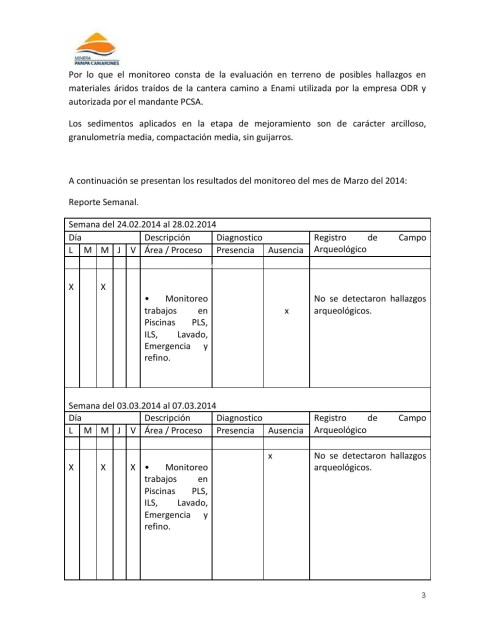 MINERA
PAMPA CAMARONES
Por lo que el monitoreo consta de la evaluación en terreno de posibles hallazgos en
materiales áridos traídos de la cantera camino a Enami utilizada por la empresa ODR y
autorizada por el mandante PCSA.
Los sedimentos aplicados en la etapa de mejoramiento son de carácter arcilloso,
granulometría media, compactación media, sin guijarros.
A continuación se presentan los resultados del monitoreo del mes de Marzo del 2014:
Reporte Semanal.
Semana del 24.02.2014 al 28.02.2014
Día Descripción Diagnostico Registro de Campo
L M M J V Área / Proceso Presencia Ausencia Arqueológico
X X
• Monitoreo No se detectaron hallazgos
trabajos en x arqueológicos.
Piscinas PLS,
ILS, Lavado,
Emergencia y
refino.
Semana del 03.03.2014 al 07.03.2014
Día Descripción Diagnostico Registro de Campo
L M M J V Área / Proceso Presencia Ausencia Arqueológico
x No se detectaron hallazgos
X X X • Monitoreo arqueológicos.
trabajos en
Piscinas PLS,
ILS, Lavado,
Emergencia y
refino.
3